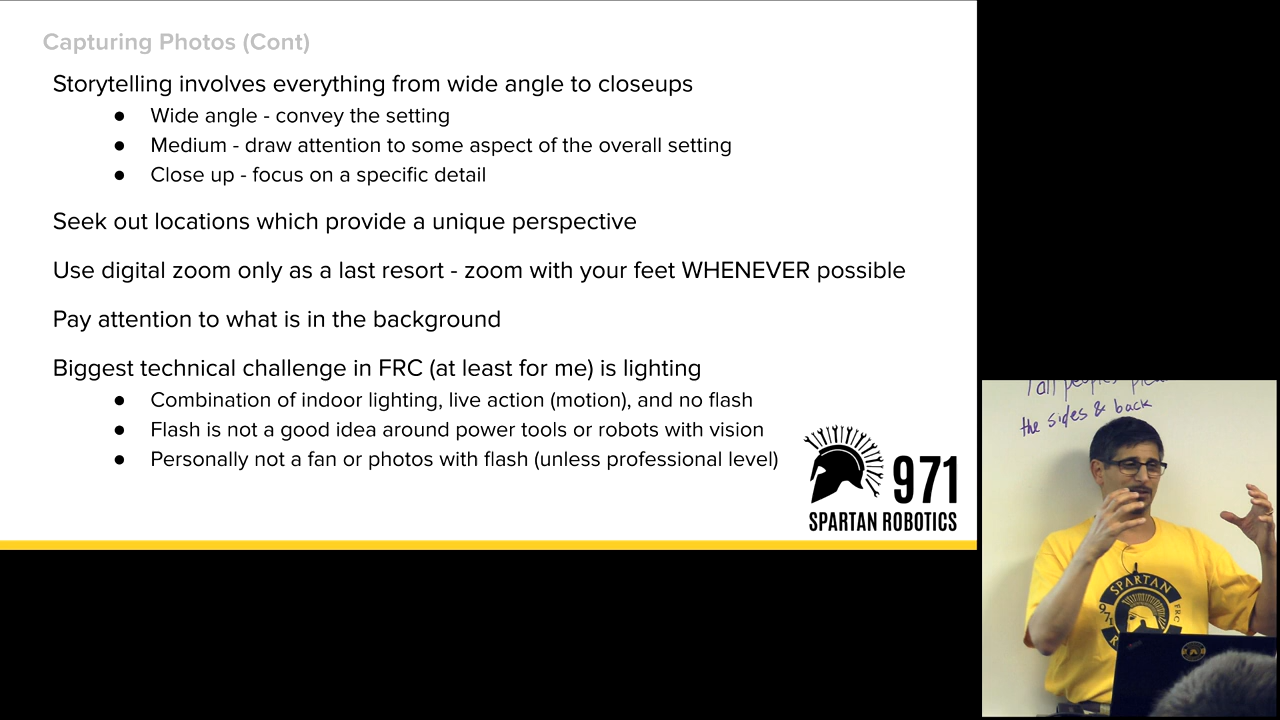 Capturing Photos (Cont)
Storytelling involves everything from wide angle to closeups
● Wide angle - convey the setting
● Medium - draw attention to some aspect of the overall setting
● Close up - focus on a specific detail
Seek out locations which provide a unique perspective
Use digital zoom only as a last resort - zoom with your feet WHENEVER possible
Pay attention to what is in the background
Biggest technical challenge in FRC (at least for me) is lighting
● Combination of indoor lighting, live action (motion), and no flash
● Flash is not a good idea around power tools or robots with vision
● Personally not a fan or photos with flash (unless professional level)
971
SPARTAN ROBOTICS
the sides & back
SPARTAN
971
FRC